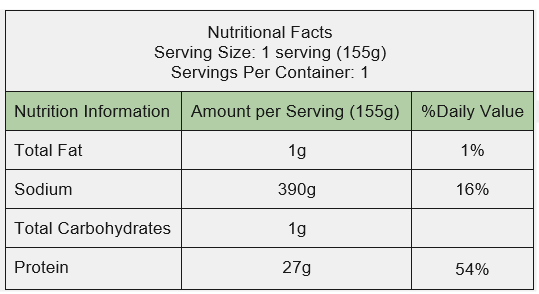 Nutritional Facts
Serving Size: 1 serving (155g)
Servings Per Container: 1
Nutrition Information Amount per Serving (155g) %Daily Value
Total Fat 1g 1%
Sodium 390g 16%
Total Carbohydrates 1g
Protein 27g 54%